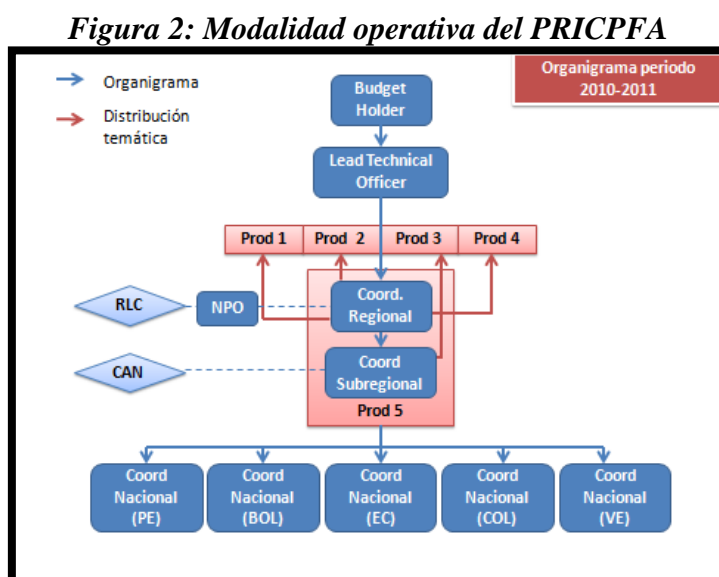 Figura 2: Modalidad operativa del PRICPFA
Organigrama
Distribución
temática
Organigrama periodo
2010-2011
Budget
Holder
Lead Technical
Officer
Prod 1
Prod 2
Prod 3
Prod 4
RLC
NPO
Coord.
Regional
CAN
Coord
Subregional
Prod 5
Coord
Nacional
(PE)
Coord
Nacional
(BOL)
Coord
Nacional
(EC)
Coord
Nacional
(COL)
Coord
Nacional
(VE)